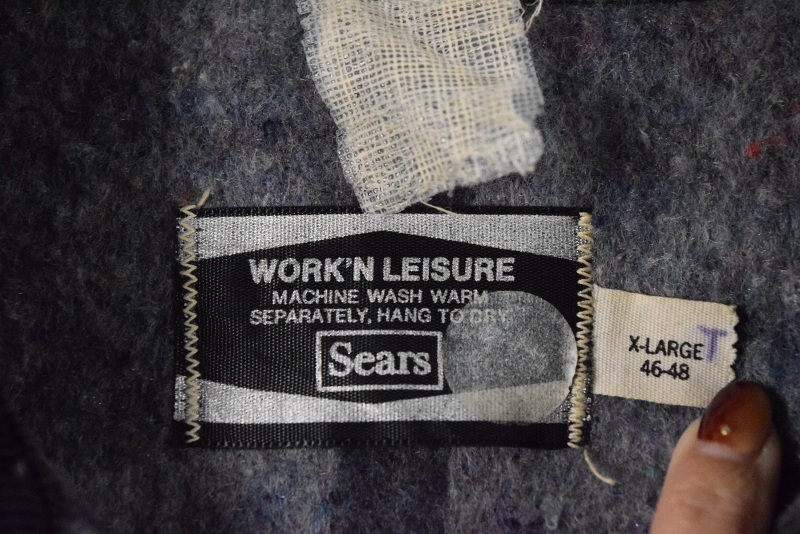 WORK'N LEISURE
MACHINE WASH WARM
SEPARATELY, HANG TO DRY
Sears
X-LARGE T
46-48